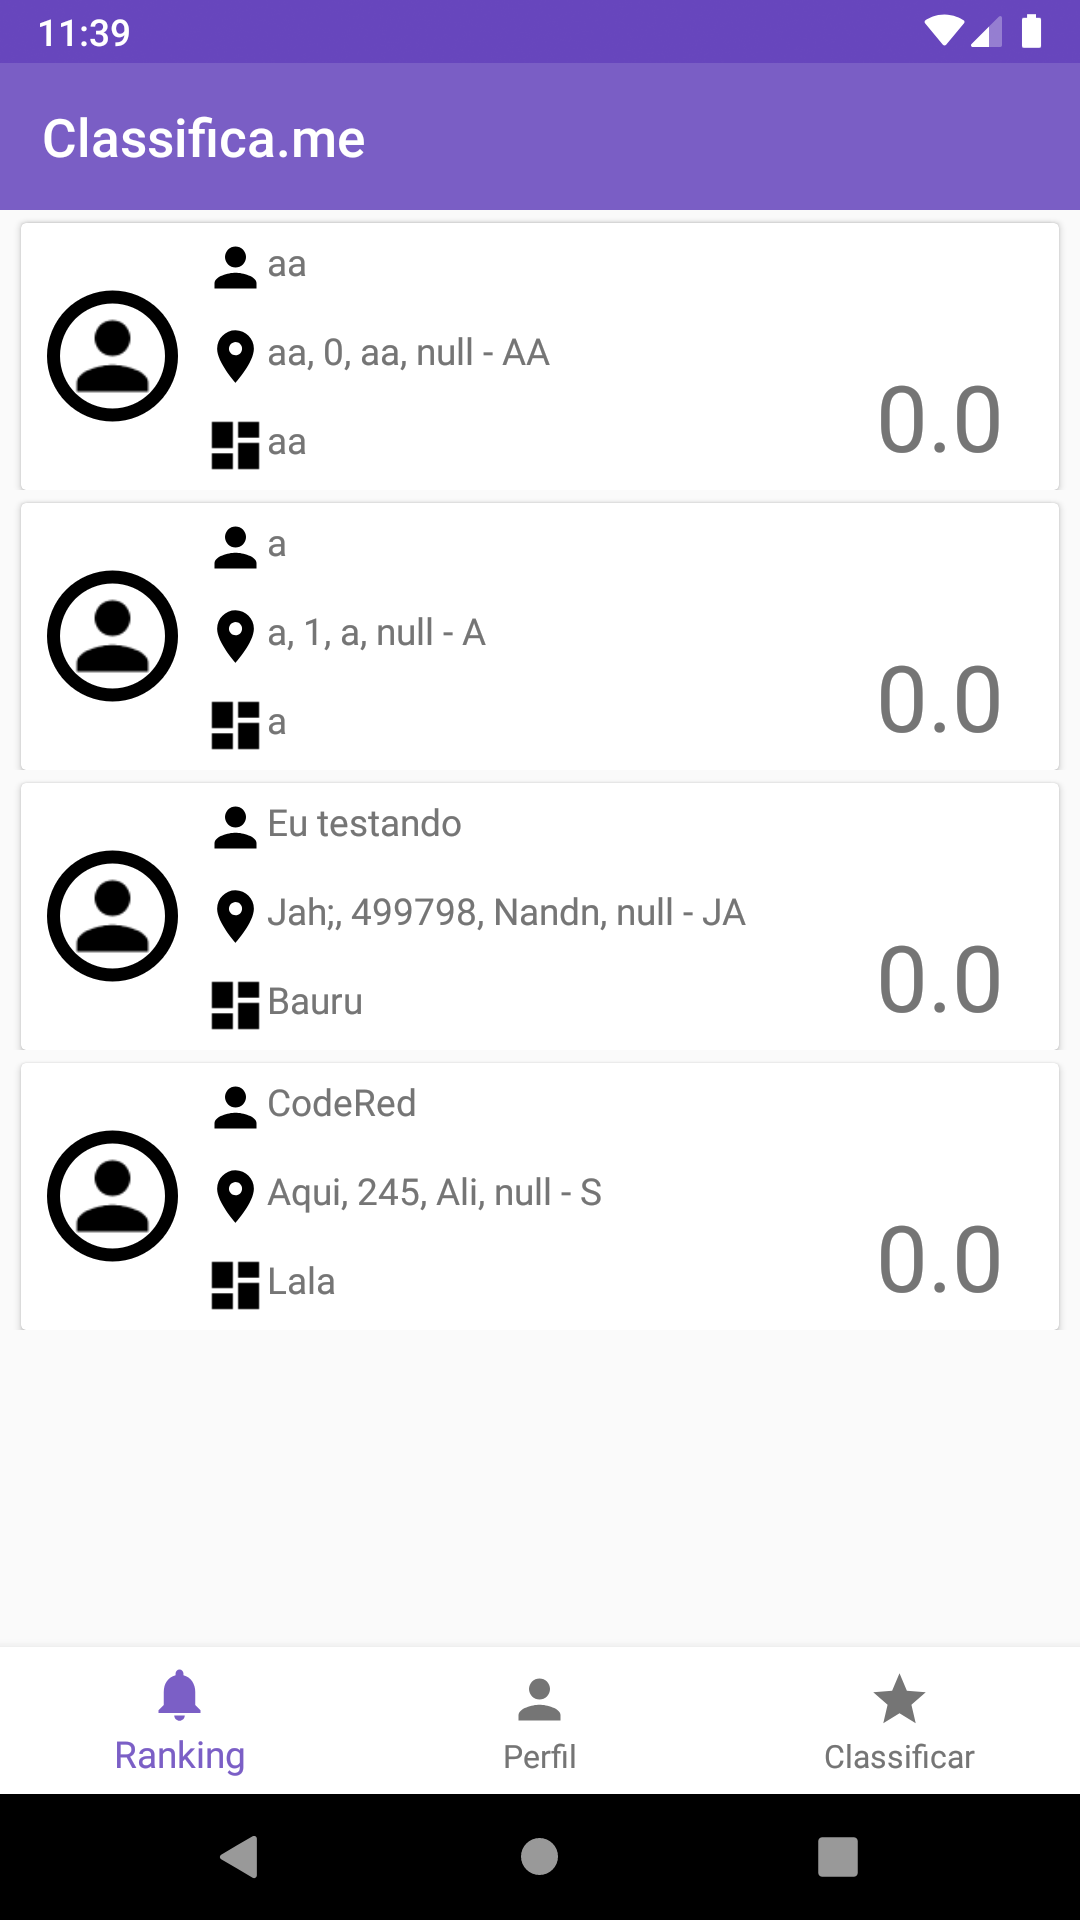 11:39
Classifica.me
aa
aa, 0, aa, null - AA
aa
0.0
a
a, 1, a, null - A
a
0.0
Eu testando
Jah;, 499798, Nandn, null - JA
Bauru
0.0
CodeRed
Aqui, 245, Ali, null - S
Lala
0.0
Ranking
Perfil
Classificar